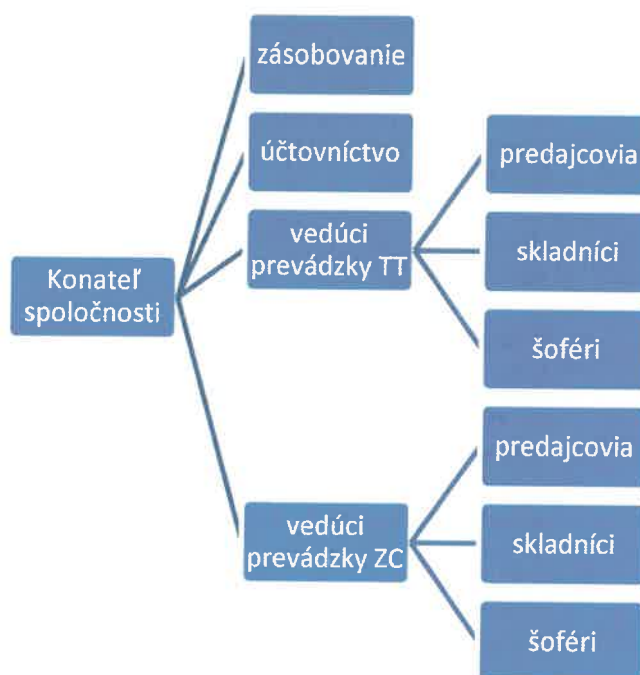 Konateľ
spoločnosti
zásobovanie
účtovníctvo
vedúci
prevádzky TT
predajcovia
skladníci
šoféri
vedúci
prevádzky ZC
predajcovia
skladníci
šoféri